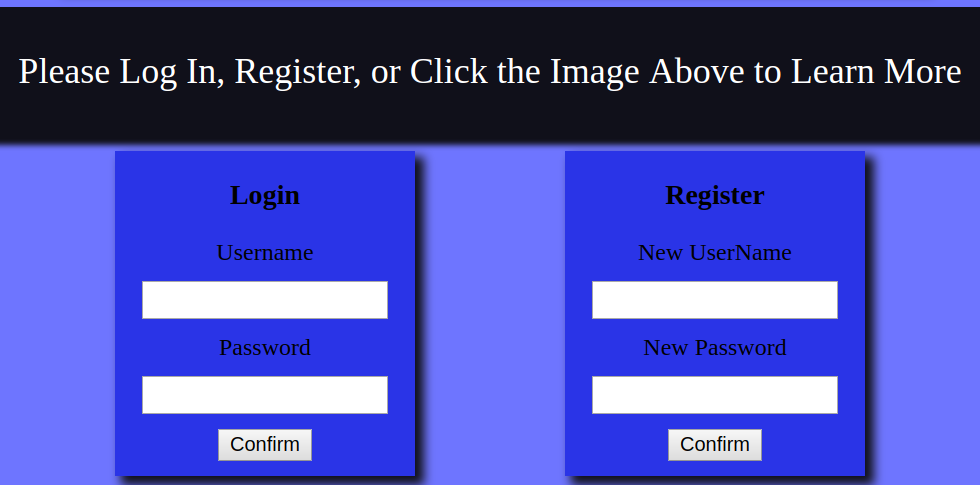 Please Log In, Register, or Click the Image Above to Learn More
Login
Username
Password
Confirm
Register
New UserName
New Password
Confirm